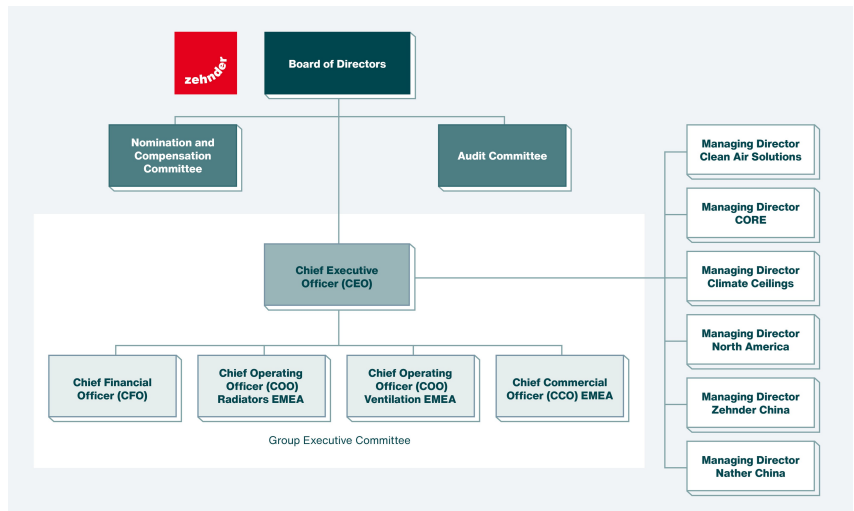 zehnder
Board of Directors
Nomination and
Compensation
Committee
Audit Committee
Managing Director
Clean Air Solutions
Managing Director
CORE
Chief Executive
Officer (CEO)
Managing Director
Climate Ceilings
Managing Director
North America
Chief Financial
Officer (CFO)
Chief Operating
Officer (COO)
Radiators EMEA
Chief Operating
Officer (COO)
Ventilation EMEA
Chief Commercial
Officer (CCO) EMEA
Managing Director
Zehnder China
Group Executive Committee
Managing Director
Nather China